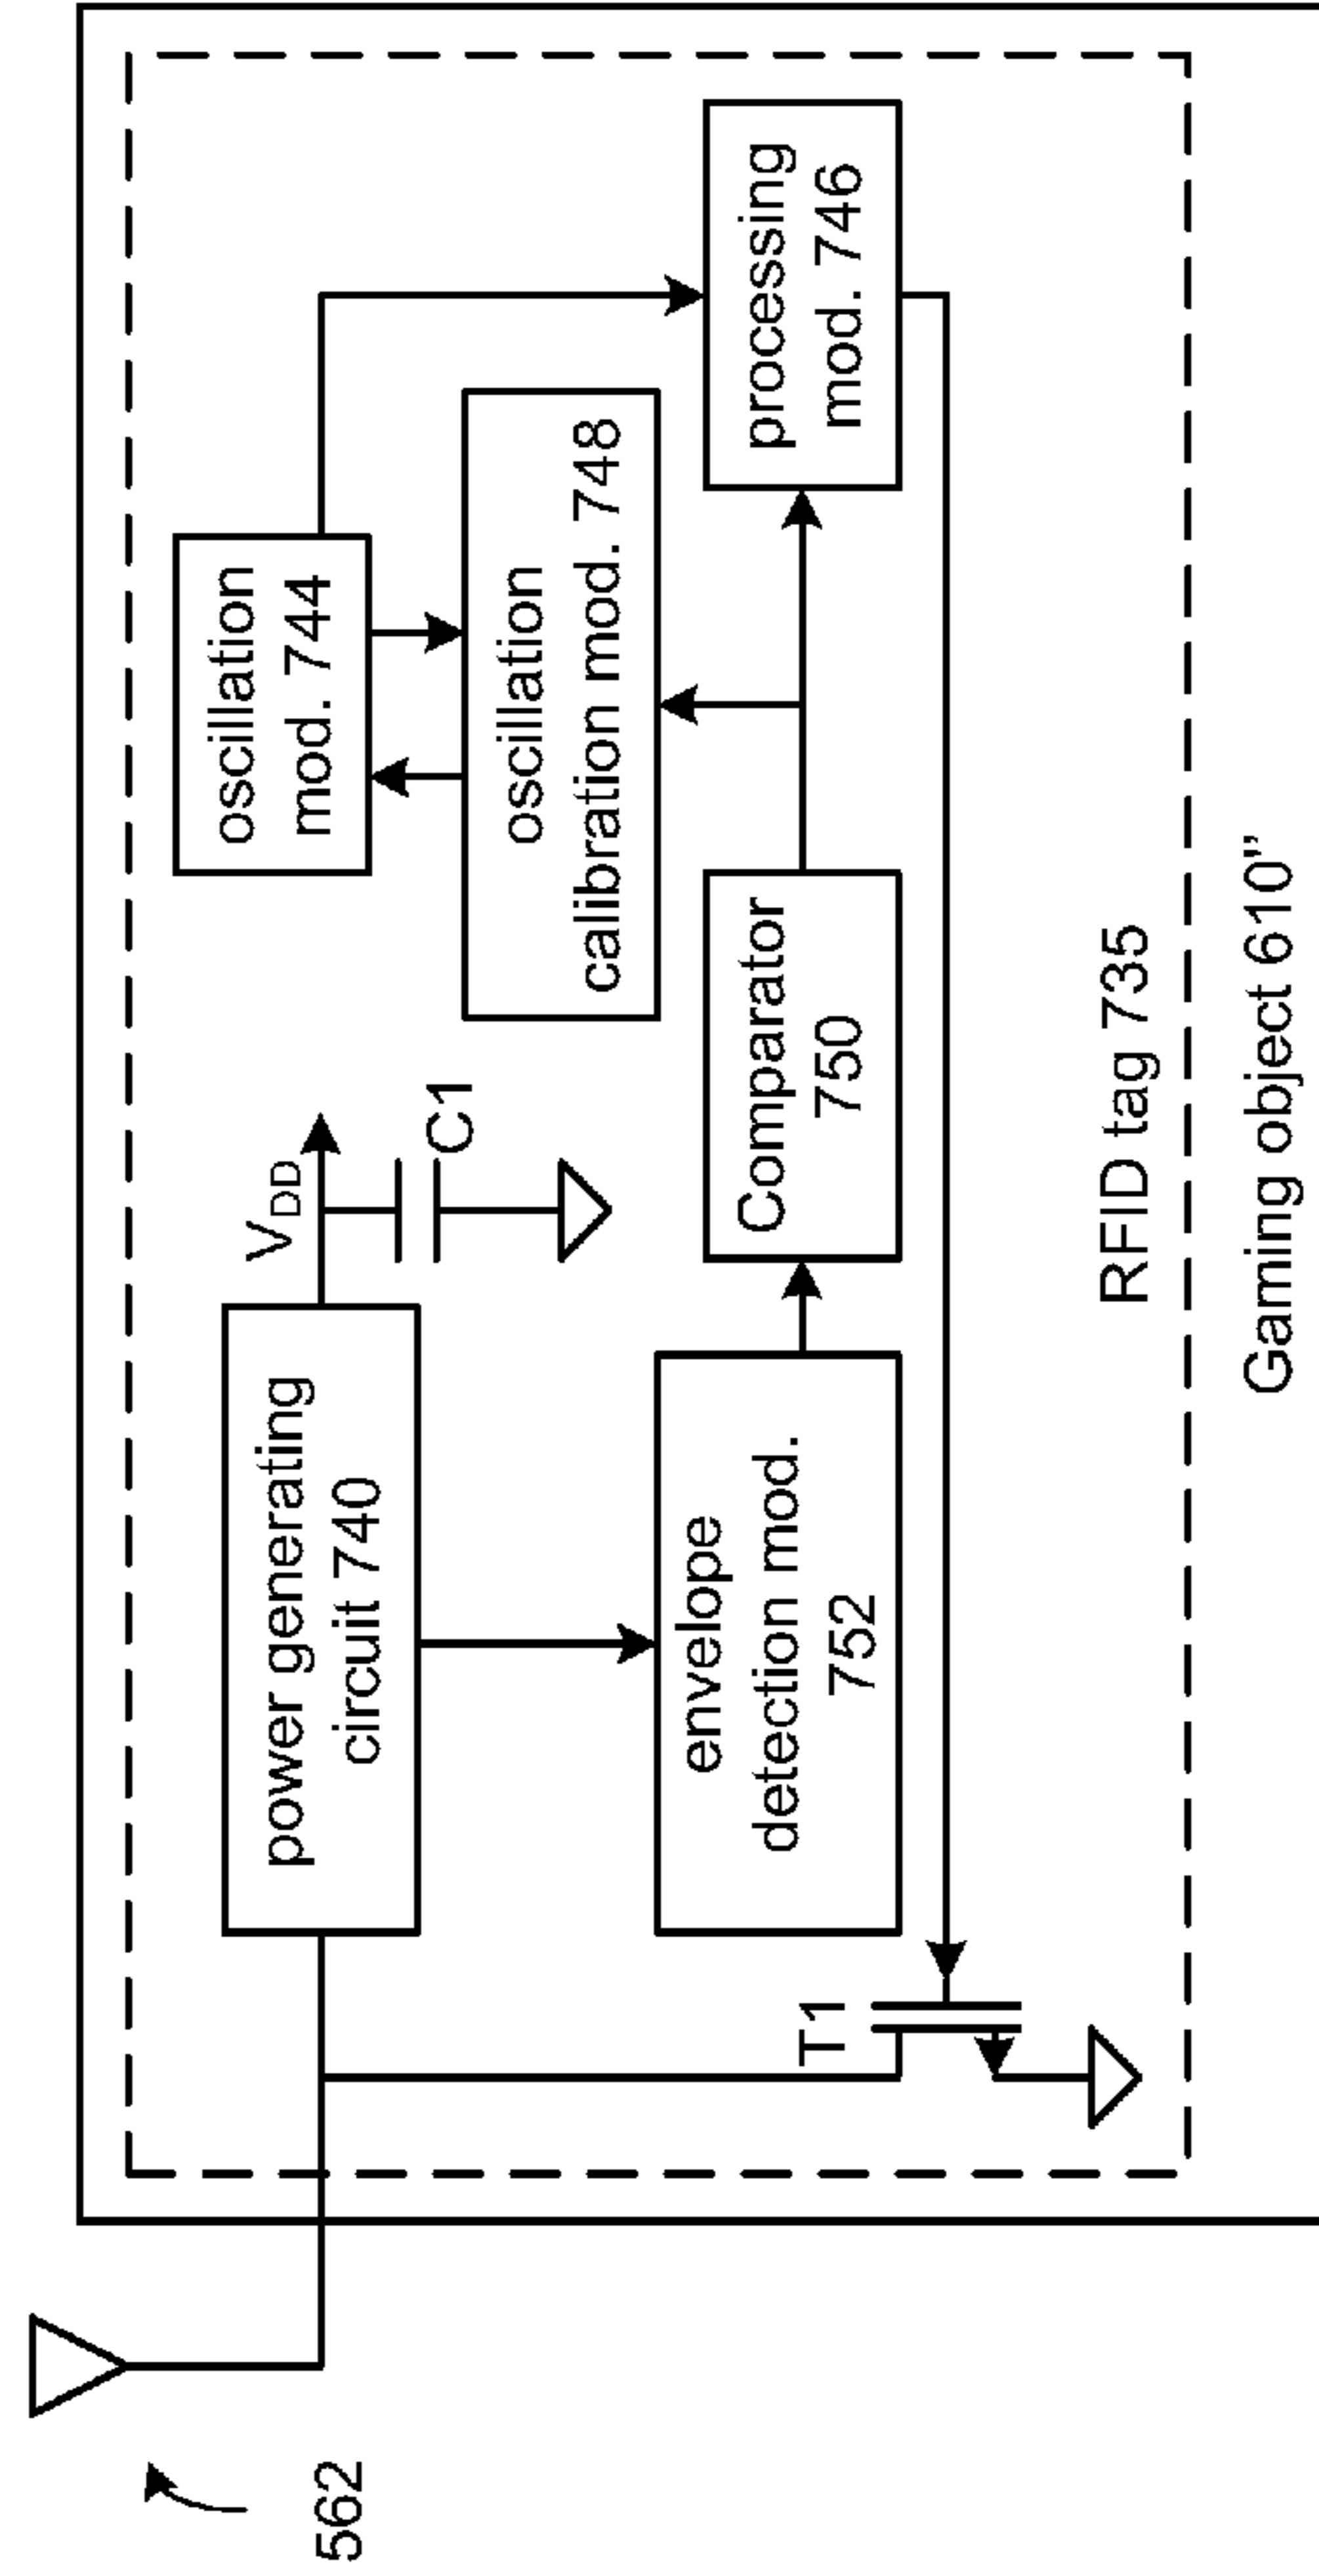 562
power generating
circuit 740
V_DD
C1
oscillation
mod. 744
oscillation
calibration mod. 748
envelope
detection mod.
752
Comparator
750
processing
mod. 746
T1
RFID tag 735
Gaming object 610”